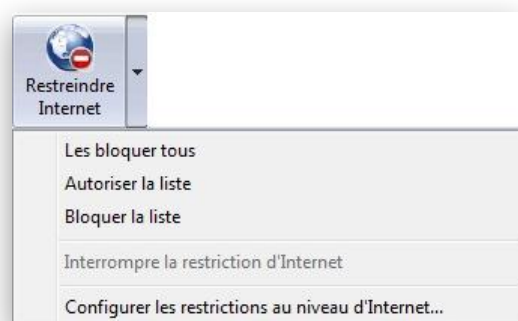 Restreindre
Internet
Les bloquer tous
Autoriser la liste
Bloquer la liste
Interrompre la restriction d'Internet
Configurer les restrictions au niveau d'Internet...